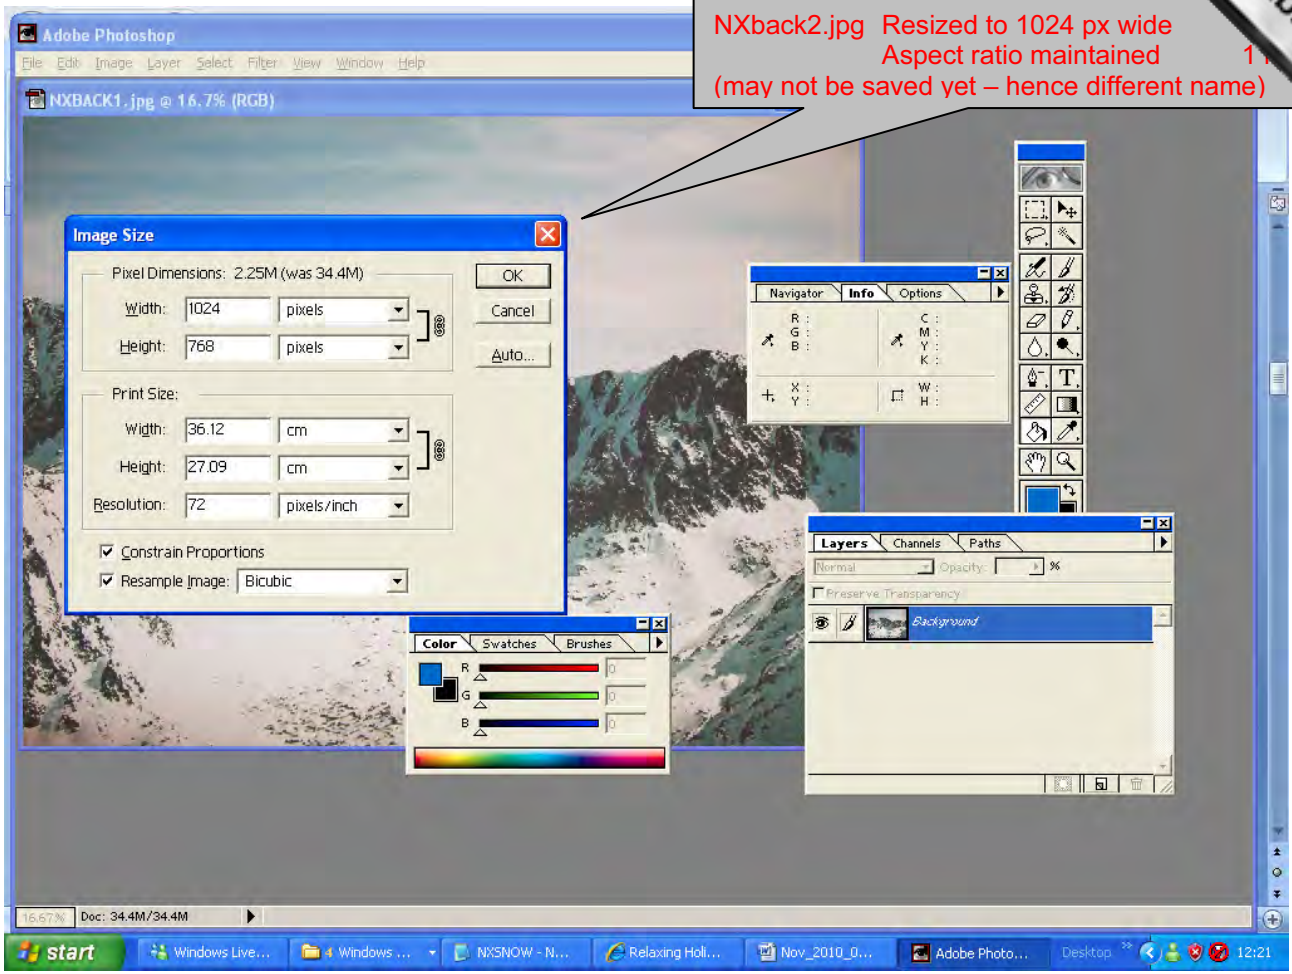 NXback2.jpg Resized to 1024 px wide
Aspect ratio maintained
(may not be saved yet – hence different name)
Adobe Photoshop
File Edit Image Layer Select Filter View Window Help
NXBACK1.jpg @ 16.7% (RGB)
Image Size
Pixel Dimensions: 2.25M (was 34.4M)
Width: 1024 pixels
Height: 768 pixels
OK
Cancel
Auto...
Print Size:
Width: 36.12 cm
Height: 27.09 cm
Resolution: 72 pixels/inch
Constrain Proportions
Resample Image: Bicubic
Navigator Info Options
R : C :
G : M :
B : Y :
K :
X : W :
Y : H :
Color Swatches Brushes
R 0
G 0
B 0
Layers Channels Paths
Normal Opacity: %
Preserve Transparency
Background
16.67% Doc: 34.4M/34.4M
start Windows Live... 4 Windows ... NXSNOW - N... Relaxing Holi... Nov_2010_0... Adobe Photo... Desktop » 12:21